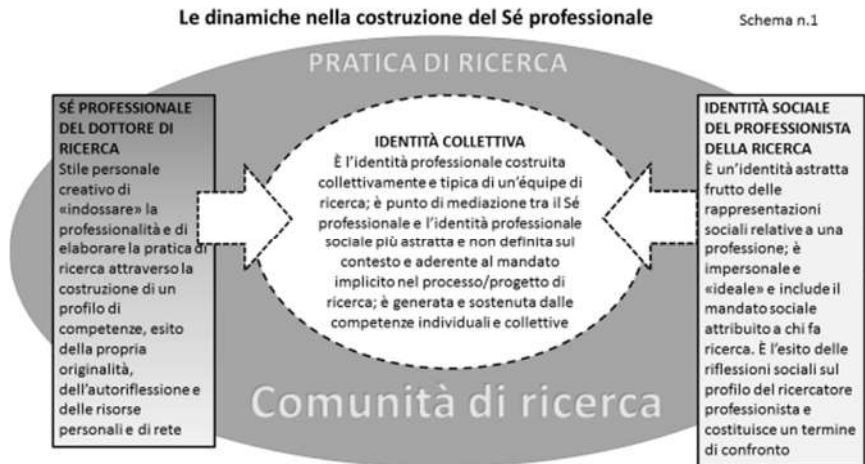 Le dinamiche nella costruzione del Sé professionale
Schema n.1
PRATICA DI RICERCA
SÉ PROFESSIONALE
DEL DOTTORE DI
RICERCA
Stile personale
creativo di
«indossare» la
professionalità e di
elaborare la pratica di
ricerca attraverso la
costruzione di un
profilo di
competenze, esito
della propria
originalità,
dell'autoriflessione e
delle risorse
personali e di rete
IDENTITÀ COLLETTIVA
È l'identità professionale costruita
collettivamente e tipica di un'équipe di
ricerca; è punto di mediazione tra il Sé
professionale e l'identità professionale
sociale più astratta e non definita sul
contesto e aderente al mandato
implicito nel processo/progetto di
ricerca; è generata e sostenuta dalle
competenze individuali e collettive
IDENTITÀ SOCIALE
DEL PROFESSIONISTA
DELLA RICERCA
È un'identità astratta
frutto delle
rappresentazioni
sociali relative a una
professione; è
impersonale e
«ideale» e include il
mandato sociale
attribuito a chi fa
ricerca. È l'esito delle
riflessioni sociali sul
profilo del ricercatore
professionista e
costituisce un termine
di confronto
Comunità di ricerca